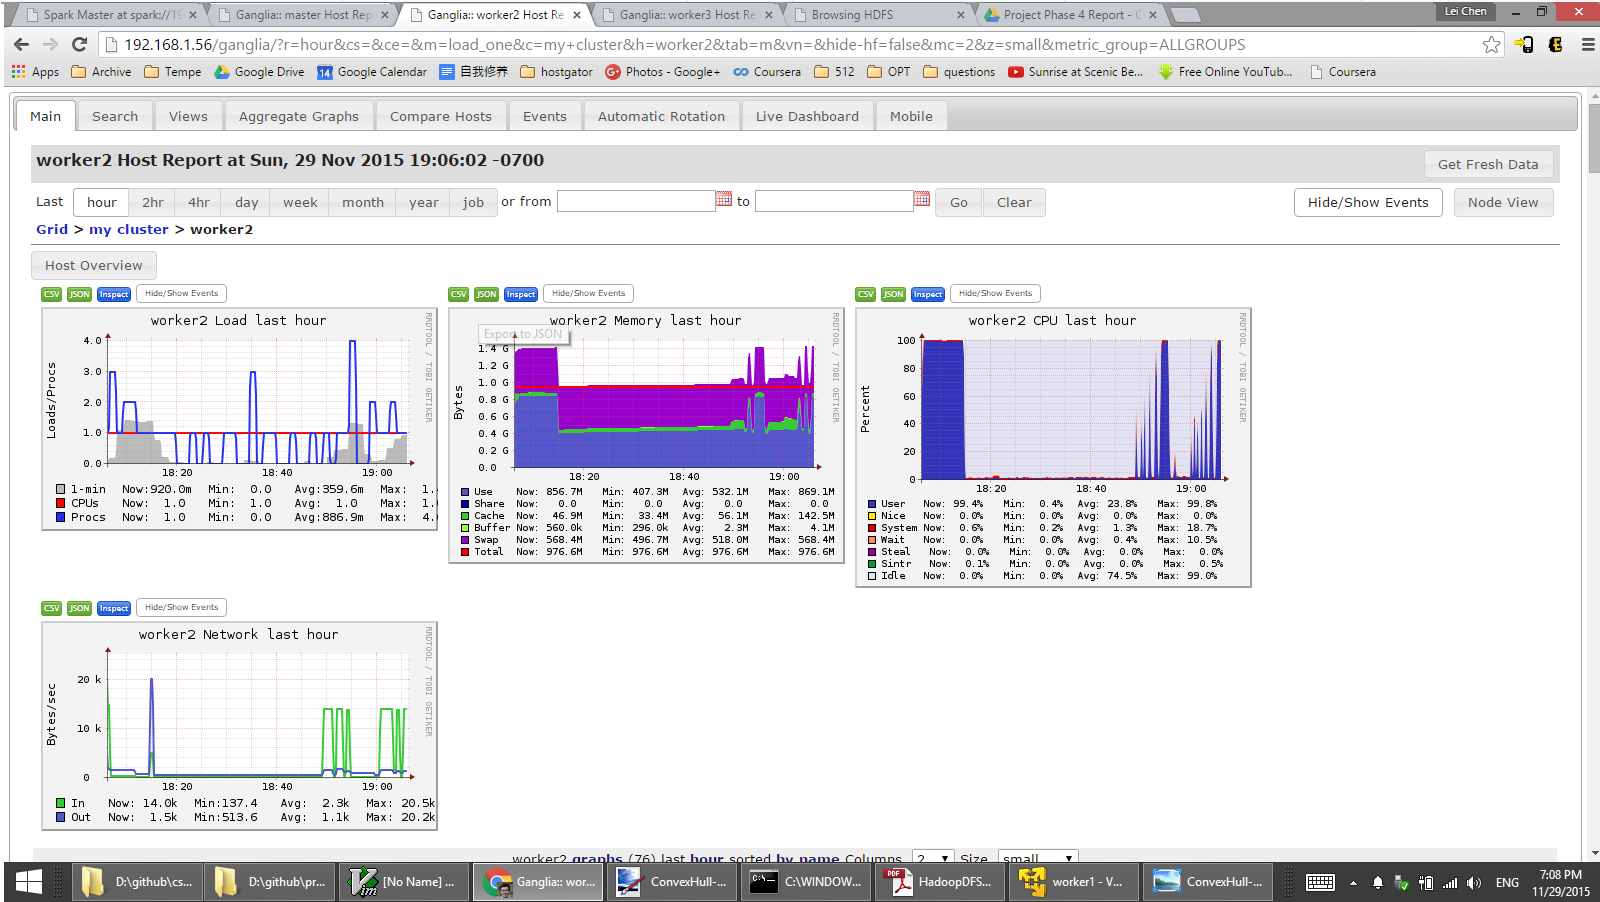 Spark Master at spark://19
Ganglia:: master Host Rep
Ganglia:: worker2 Host Re
Ganglia:: worker3 Host Re
Browsing HDFS
Project Phase 4 Report - G
Lei Chen
192.168.1.56/ganglia/?r=hour&cs=&ce=&m=load_one&c=my+cluster&h=worker2&tab=m&vn=&hide-hf=false&mc=2&z=small&metric_group=ALLGROUPS
Apps Archive Tempe Google Drive Google Calendar 自我修养 hostgator Photos - Google+ Coursera 512 OPT questions Sunrise at Scenic Be... Free Online YouTub... Coursera
Main Search Views Aggregate Graphs Compare Hosts Events Automatic Rotation Live Dashboard Mobile
worker2 Host Report at Sun, 29 Nov 2015 19:06:02 -0700
Get Fresh Data
Last hour 2hr 4hr day week month year job or from to Go Clear
Hide/Show Events Node View
Grid > my cluster > worker2
Host Overview
CSV JSON Inspect Hide/Show Events
worker2 Load last hour
RRDTOOL / TOBI OETIKER
Loads/Procs
4.0
3.0
2.0
1.0
0.0
18:20 18:40 19:00
1-min Now:920.0m Min: 0.0 Avg:359.6m Max: 1.
CPUs Now: 1.0 Min: 1.0 Avg: 1.0 Max: 1.
Procs Now: 1.0 Min: 0.0 Avg:886.9m Max: 4.
CSV JSON Inspect Hide/Show Events
Export to JSON
worker2 Memory last hour
RRDTOOL / TOBI OETIKER
Bytes
1.4 G
1.2 G
1.0 G
0.8 G
0.6 G
0.4 G
0.2 G
0.0
18:20 18:40 19:00
Use Now: 856.7M Min: 407.3M Avg: 532.1M Max: 869.1M
Share Now: 0.0 Min: 0.0 Avg: 0.0 Max: 0.0
Cache Now: 46.9M Min: 33.4M Avg: 56.1M Max: 142.5M
Buffer Now: 560.0k Min: 296.0k Avg: 2.3M Max: 4.1M
Swap Now: 568.4M Min: 496.7M Avg: 518.0M Max: 568.4M
Total Now: 976.6M Min: 976.6M Avg: 976.6M Max: 976.6M
CSV JSON Inspect Hide/Show Events
worker2 CPU last hour
RRDTOOL / TOBI OETIKER
Percent
100
80
60
40
20
0
18:20 18:40 19:00
User Now: 99.4% Min: 0.4% Avg: 23.8% Max: 99.8%
Nice Now: 0.0% Min: 0.0% Avg: 0.0% Max: 0.0%
System Now: 0.6% Min: 0.2% Avg: 1.3% Max: 18.7%
Wait Now: 0.0% Min: 0.0% Avg: 0.4% Max: 10.5%
Steal Now: 0.0% Min: 0.0% Avg: 0.0% Max: 0.0%
Sintr Now: 0.1% Min: 0.0% Avg: 0.0% Max: 0.5%
Idle Now: 0.0% Min: 0.0% Avg: 74.5% Max: 99.0%
CSV JSON Inspect Hide/Show Events
worker2 Network last hour
RRDTOOL / TOBI OETIKER
Bytes/sec
20 k
10 k
0
18:20 18:40 19:00
In Now: 14.0k Min:137.4 Avg: 2.3k Max: 20.5k
Out Now: 1.5k Min:513.6 Avg: 1.1k Max: 20.2k
worker2 graphs (76) last hour sorted by name Columns 2 Size small
D:\github\cs... D:\github\pr... [No Name] ... Ganglia:: wor... ConvexHull-... C:\WINDOW... HadoopDFS... worker1 - V... ConvexHull-... ENG
7:08 PM
11/29/2015